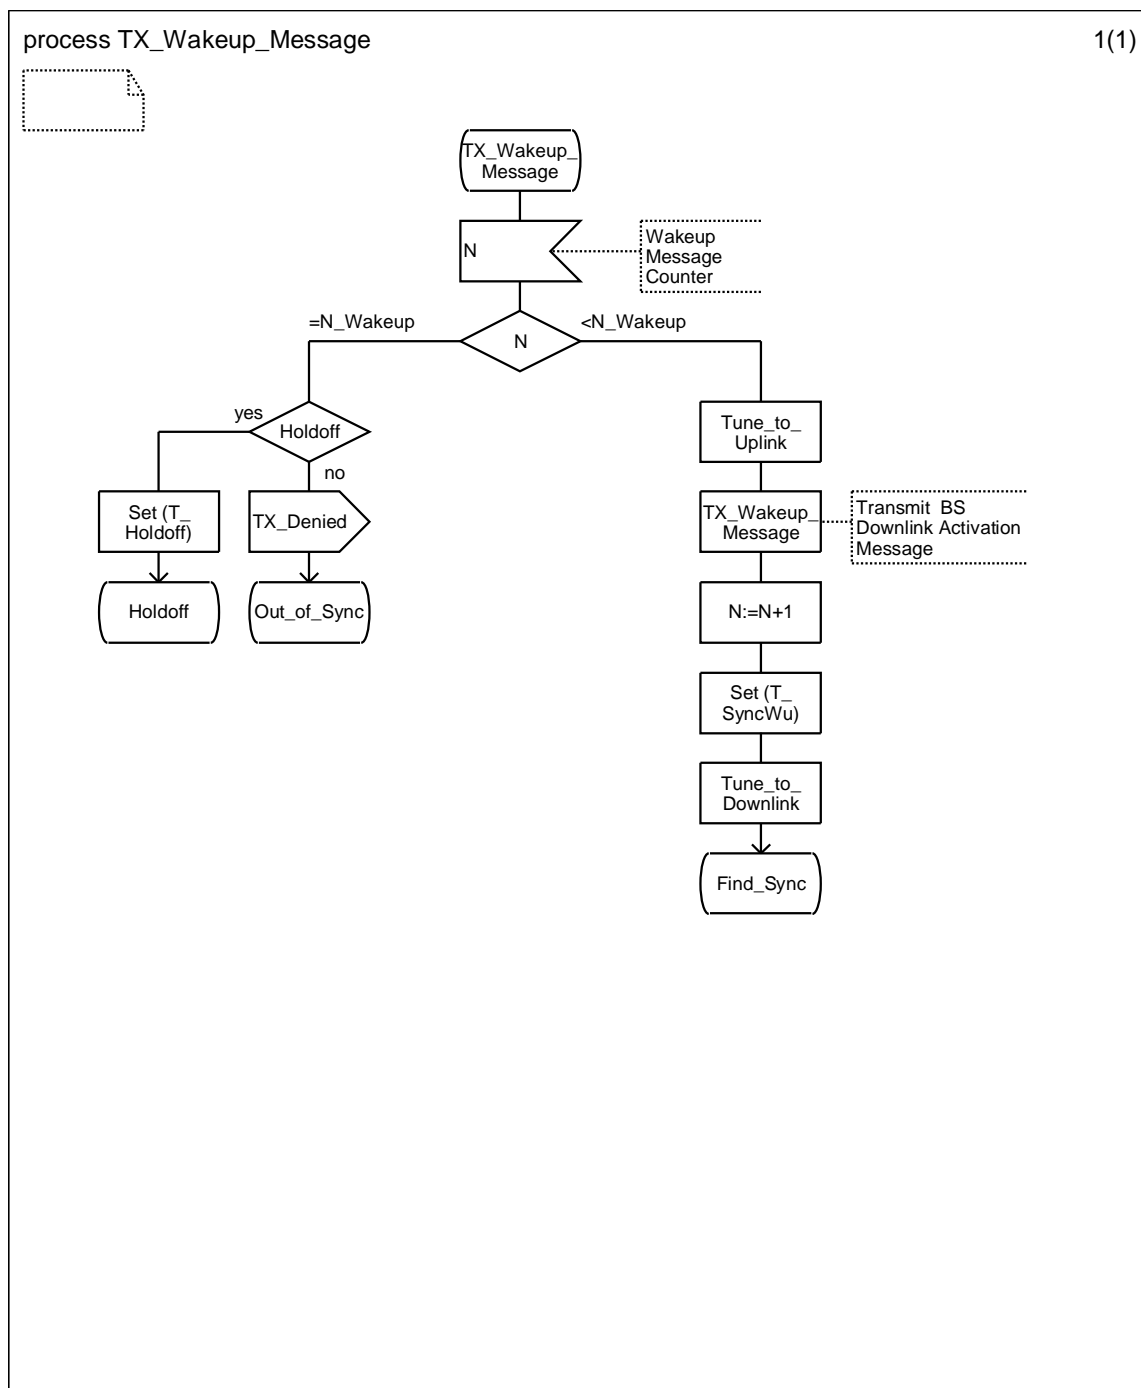 process TX_Wakeup_Message
1(1)
TX_Wakeup_
Message
N
Wakeup
Message
Counter
=N_Wakeup
N
<N_Wakeup
yes
Holdoff
no
Set (T_
Holdoff)
TX_Denied
Holdoff
Out_of_Sync
Tune_to_
Uplink
TX_Wakeup_
Message
Transmit BS
Downlink Activation
Message
N:=N+1
Set (T_
SyncWu)
Tune_to_
Downlink
Find_Sync